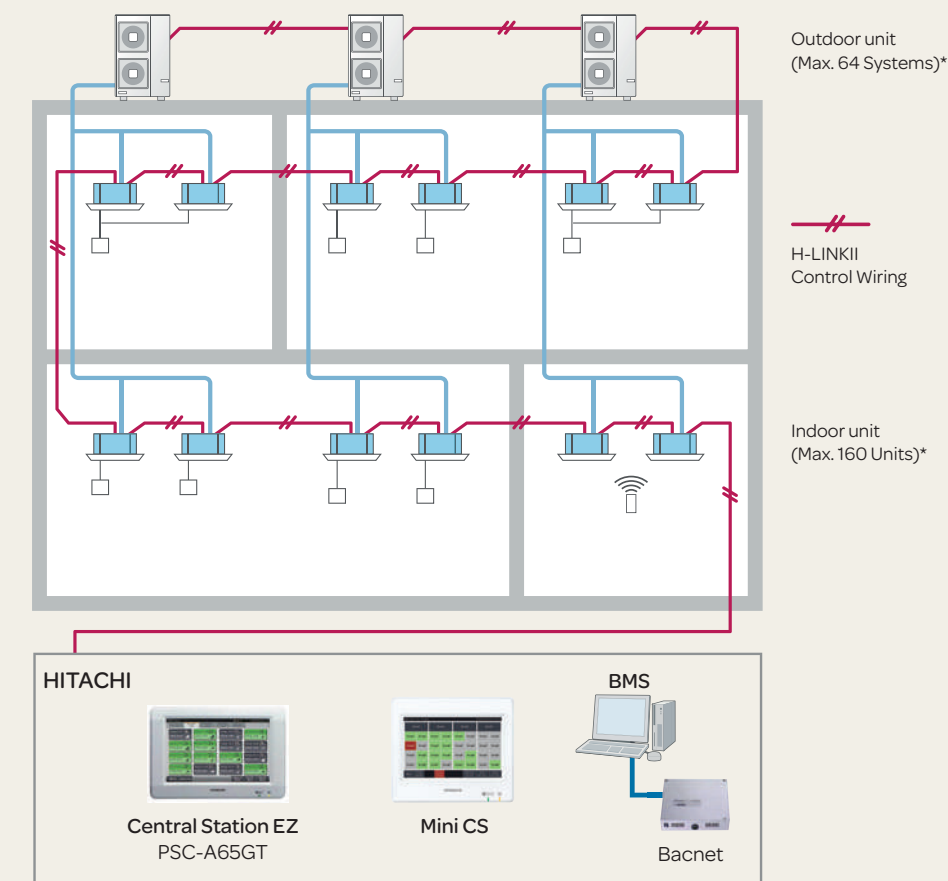 Outdoor unit
(Max. 64 Systems)*
H-LINKII
Control Wiring
Indoor unit
(Max. 160 Units)*
HITACHI
BMS
Central Station EZ
PSC-A65GT
Mini CS
Bacnet